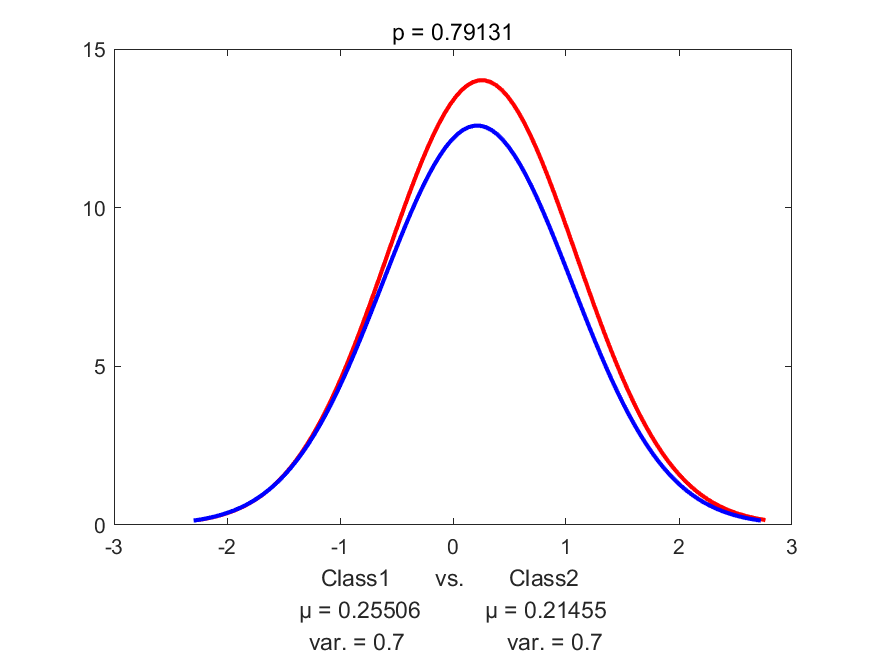 p = 0.79131
15
10
5
0
-3 -2 -1 0 1 2 3
Class1 vs. Class2
μ = 0.25506 μ = 0.21455
var. = 0.7 var. = 0.7